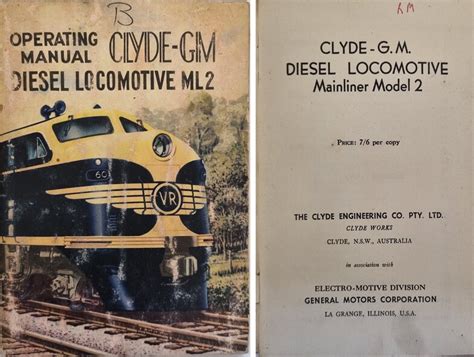 B
OPERATING CLYDE-GM
MANUAL
DIESEL LOCOMOTIVE ML2
60
VR
CLYDE - G.M.
DIESEL LOCOMOTIVE
Mainliner Model 2
PRICE: 7/6 per copy
THE CLYDE ENGINEERING CO. PTY. LTD.
CLYDE WORKS
CLYDE, N.S.W., AUSTRALIA
in association with
ELECTRO-MOTIVE DIVISION
GENERAL MOTORS CORPORATION
LA GRANGE, ILLINOIS, U.S.A.